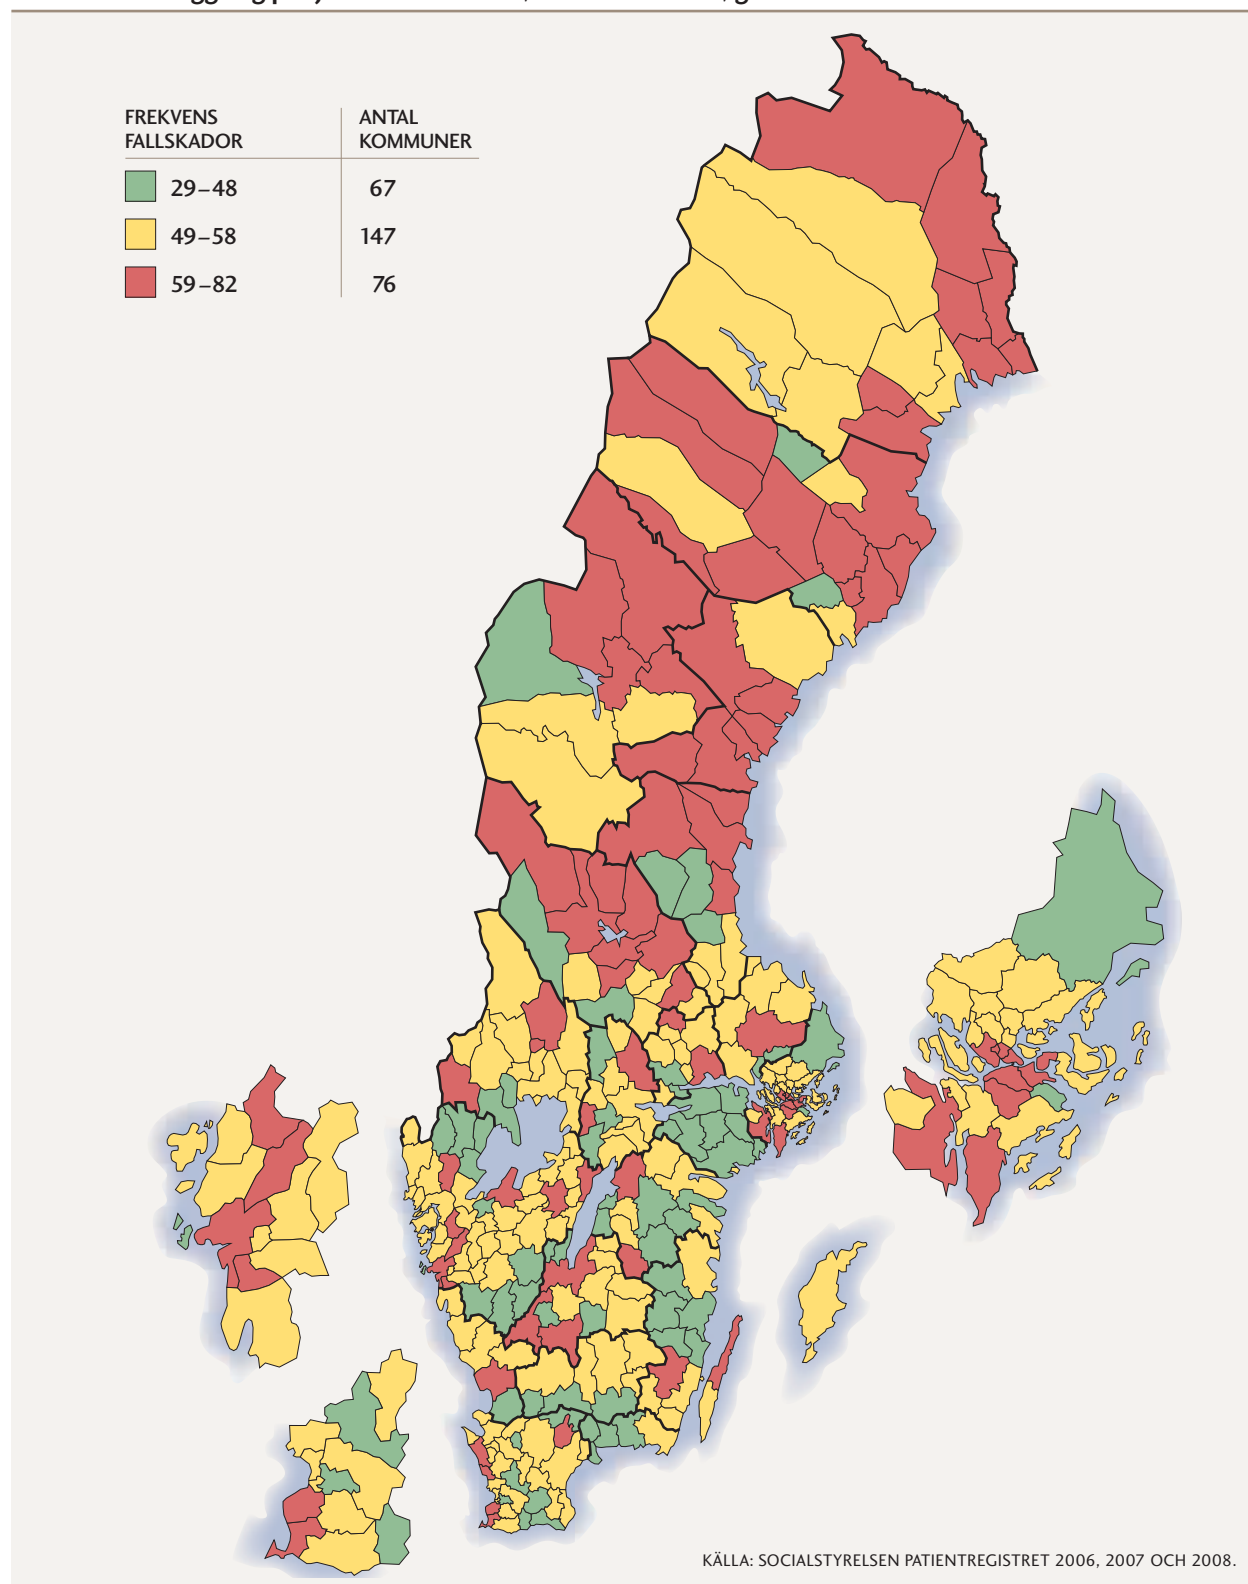 FREKVENS FALLSKADOR
ANTAL KOMMUNER
29–48 67
49–58 147
59–82 76
KÄLLA: SOCIALSTYRELSEN PATIENTREGISTRET 2006, 2007 OCH 2008.